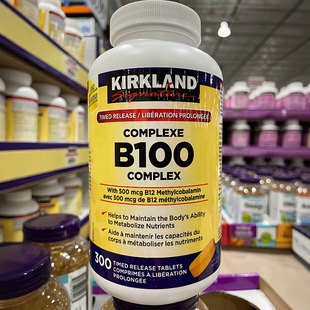 KIRKLAND
Signature
TIMED RELEASE / LIBÉRATION PROLONGÉE
COMPLEXE
B100
COMPLEX
With 500 mcg B12 Methylcobalamin
avec 500 mcg de B12 méthylcobalamine
Helps to Maintain the Body's Ability
to Metabolize Nutrients
Aide à maintenir les capacités du
corps à métaboliser les nutriments
300 TIMED RELEASE TABLETS
COMPRIMÉS À LIBÉRATION
PROLONGÉE